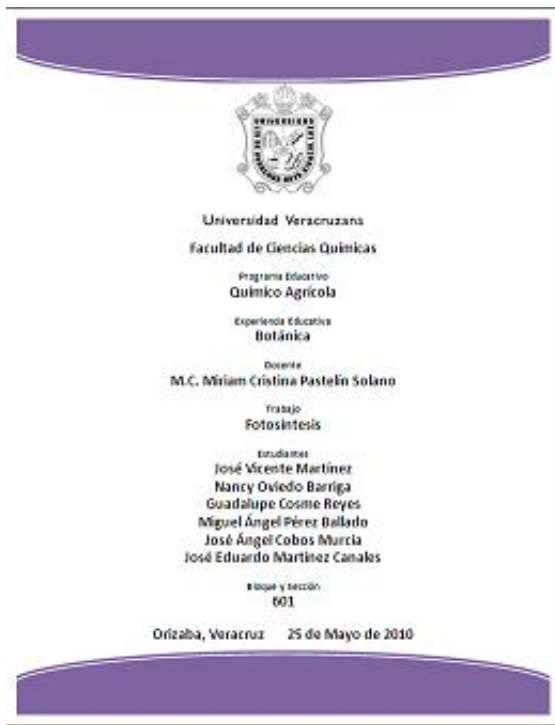 Universidad Veracruzana
Facultad de Ciencias Químicas
Programa Educativo
Químico Agrícola
Experiencia Educativa
Botánica
Docente
M.C. Miriam Cristina Pastelín Solano
Trabajo
Fotosíntesis
Estudiantes
José Vicente Martínez
Nancy Oviedo Barriga
Guadalupe Cosme Reyes
Miguel Ángel Pérez Ballado
José Ángel Cobos Murcia
José Eduardo Martínez Canales
Bloque y sección
601
Orizaba, Veracruz 25 de Mayo de 2010